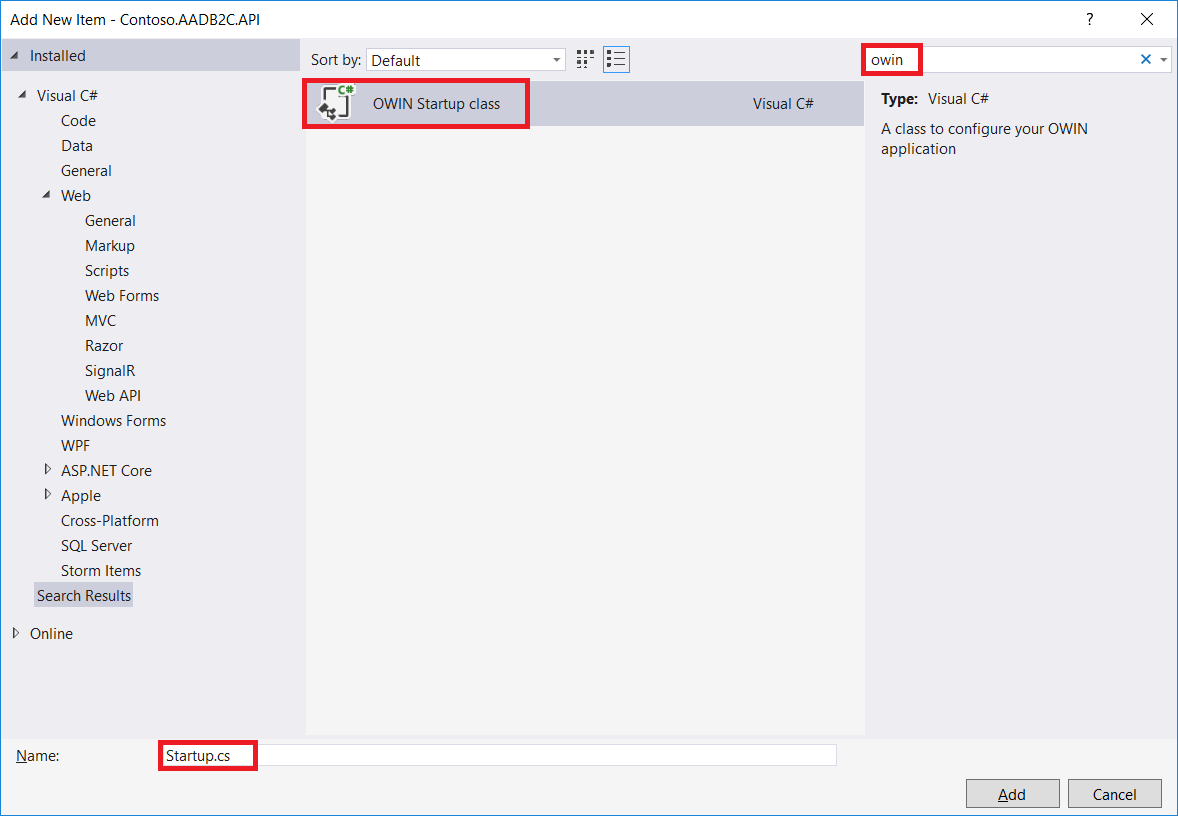 Add New Item - Contoso.AADB2C.API
?
Installed
Sort by: Default
owin
Visual C#
Code
Data
General
Web
General
Markup
Scripts
Web Forms
MVC
Razor
SignalR
Web API
Windows Forms
WPF
ASP.NET Core
Apple
Cross-Platform
SQL Server
Storm Items
Search Results
Online
C#
OWIN Startup class
Visual C#
Type: Visual C#
A class to configure your OWIN
application
Name:
Startup.cs
Add
Cancel